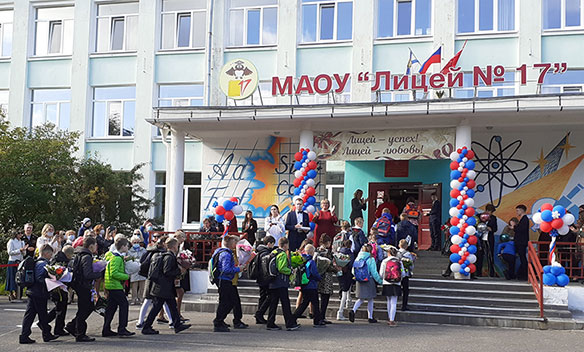 МАОУ "Лицей № 17"
Лицей – успех!
Лицей – любовь!